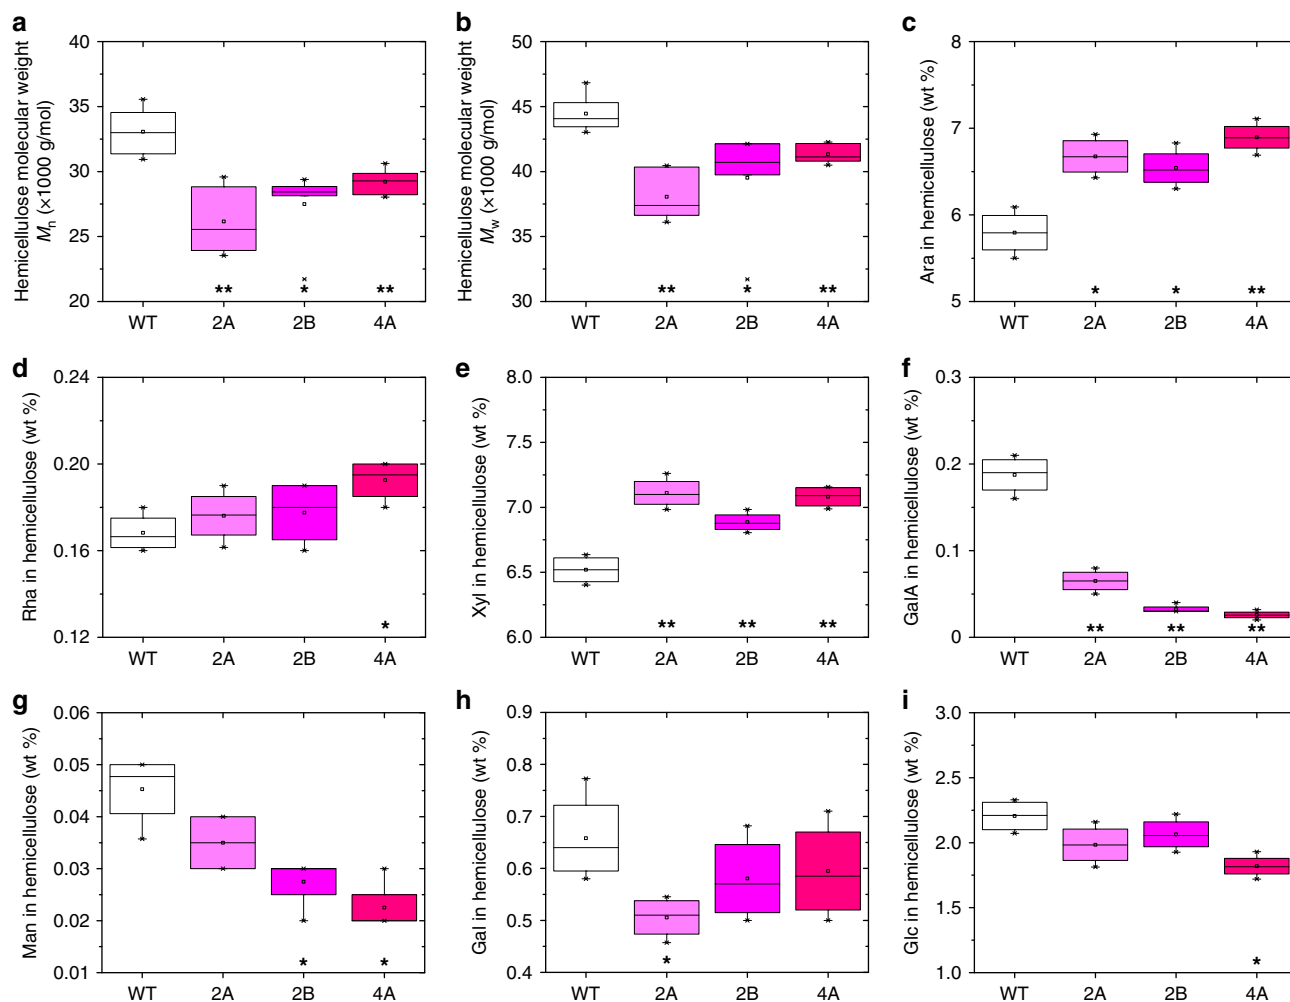 a
Hemicellulose molecular weight
Mn (×1000 g/mol)
40
35
30
25
20
** * **
WT 2A 2B 4A
b
Hemicellulose molecular weight
Mw (×1000 g/mol)
50
45
40
35
30
** * **
WT 2A 2B 4A
c
Ara in hemicellulose (wt %)
8
7
6
5
* * **
WT 2A 2B 4A
d
Rha in hemicellulose (wt %)
0.24
0.20
0.16
0.12
*
WT 2A 2B 4A
e
Xyl in hemicellulose (wt %)
8.0
7.5
7.0
6.5
6.0
** ** **
WT 2A 2B 4A
f
GalA in hemicellulose (wt %)
0.3
0.2
0.1
0
** ** **
WT 2A 2B 4A
g
Man in hemicellulose (wt %)
0.06
0.05
0.04
0.03
0.02
0.01
* *
WT 2A 2B 4A
h
Gal in hemicellulose (wt %)
0.9
0.8
0.7
0.6
0.5
0.4
*
WT 2A 2B 4A
i
Glc in hemicellulose (wt %)
3.0
2.5
2.0
1.5
1.0
*
WT 2A 2B 4A